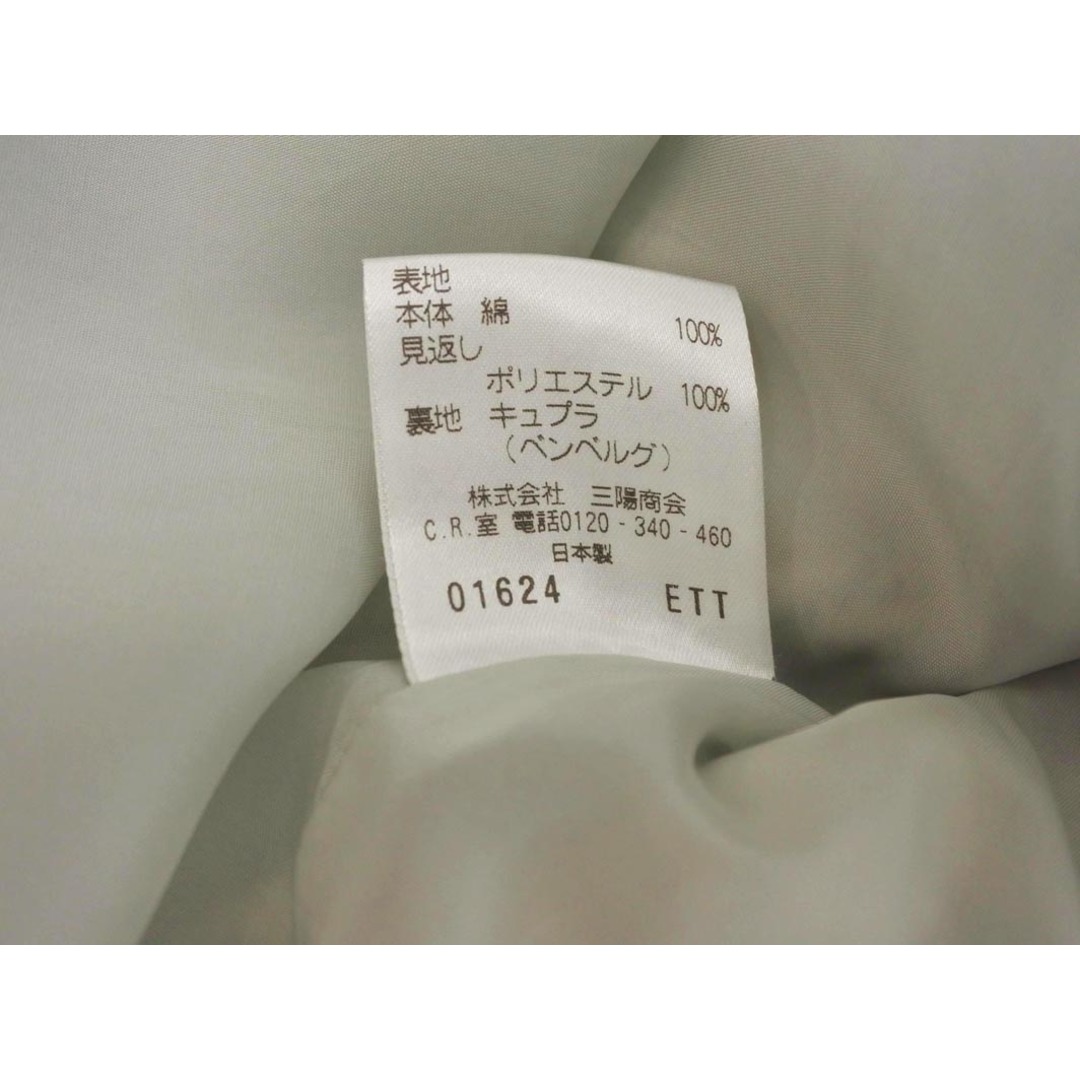 表地
本体 綿 100%
見返し
ポリエステル 100%
裏地 キュプラ
(ベンベルグ)
株式会社 三陽商会
C.R.室 電話0120-340-460
日本製
01624 ETT